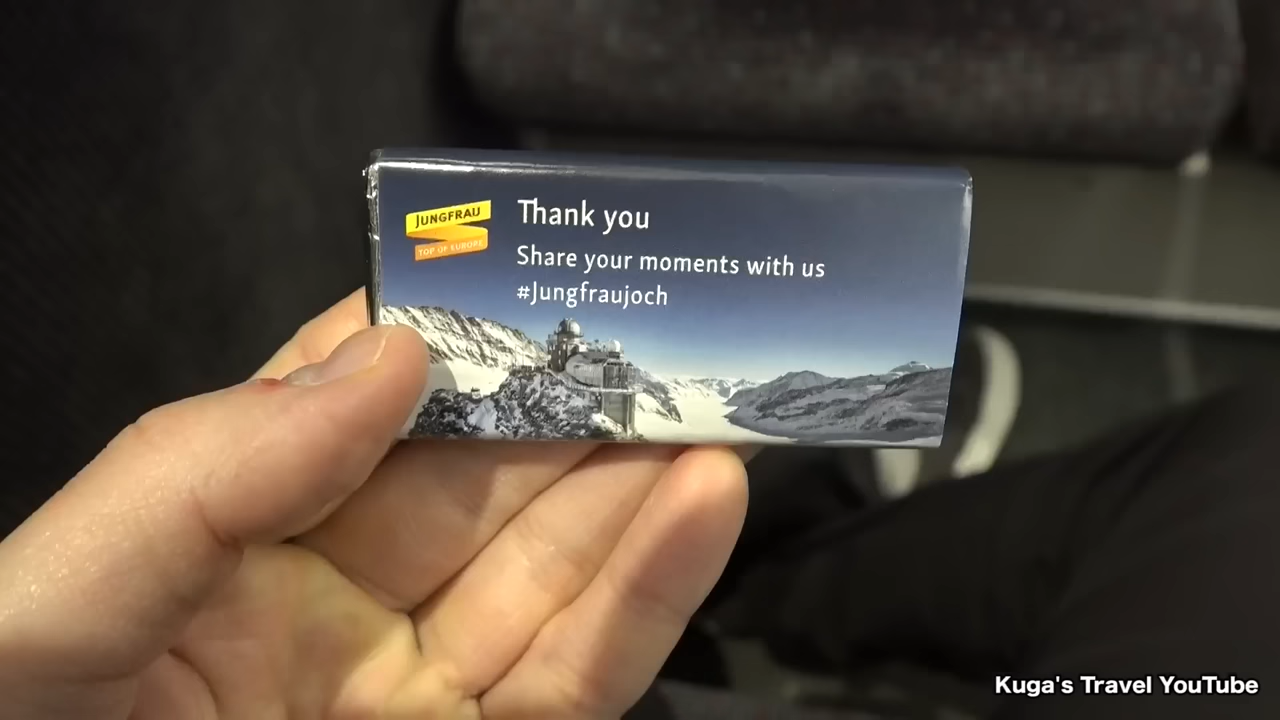 JUNGFRAU
TOP OF EUROPE
Thank you
Share your moments with us
#Jungfraujoch
Kuga's Travel YouTube